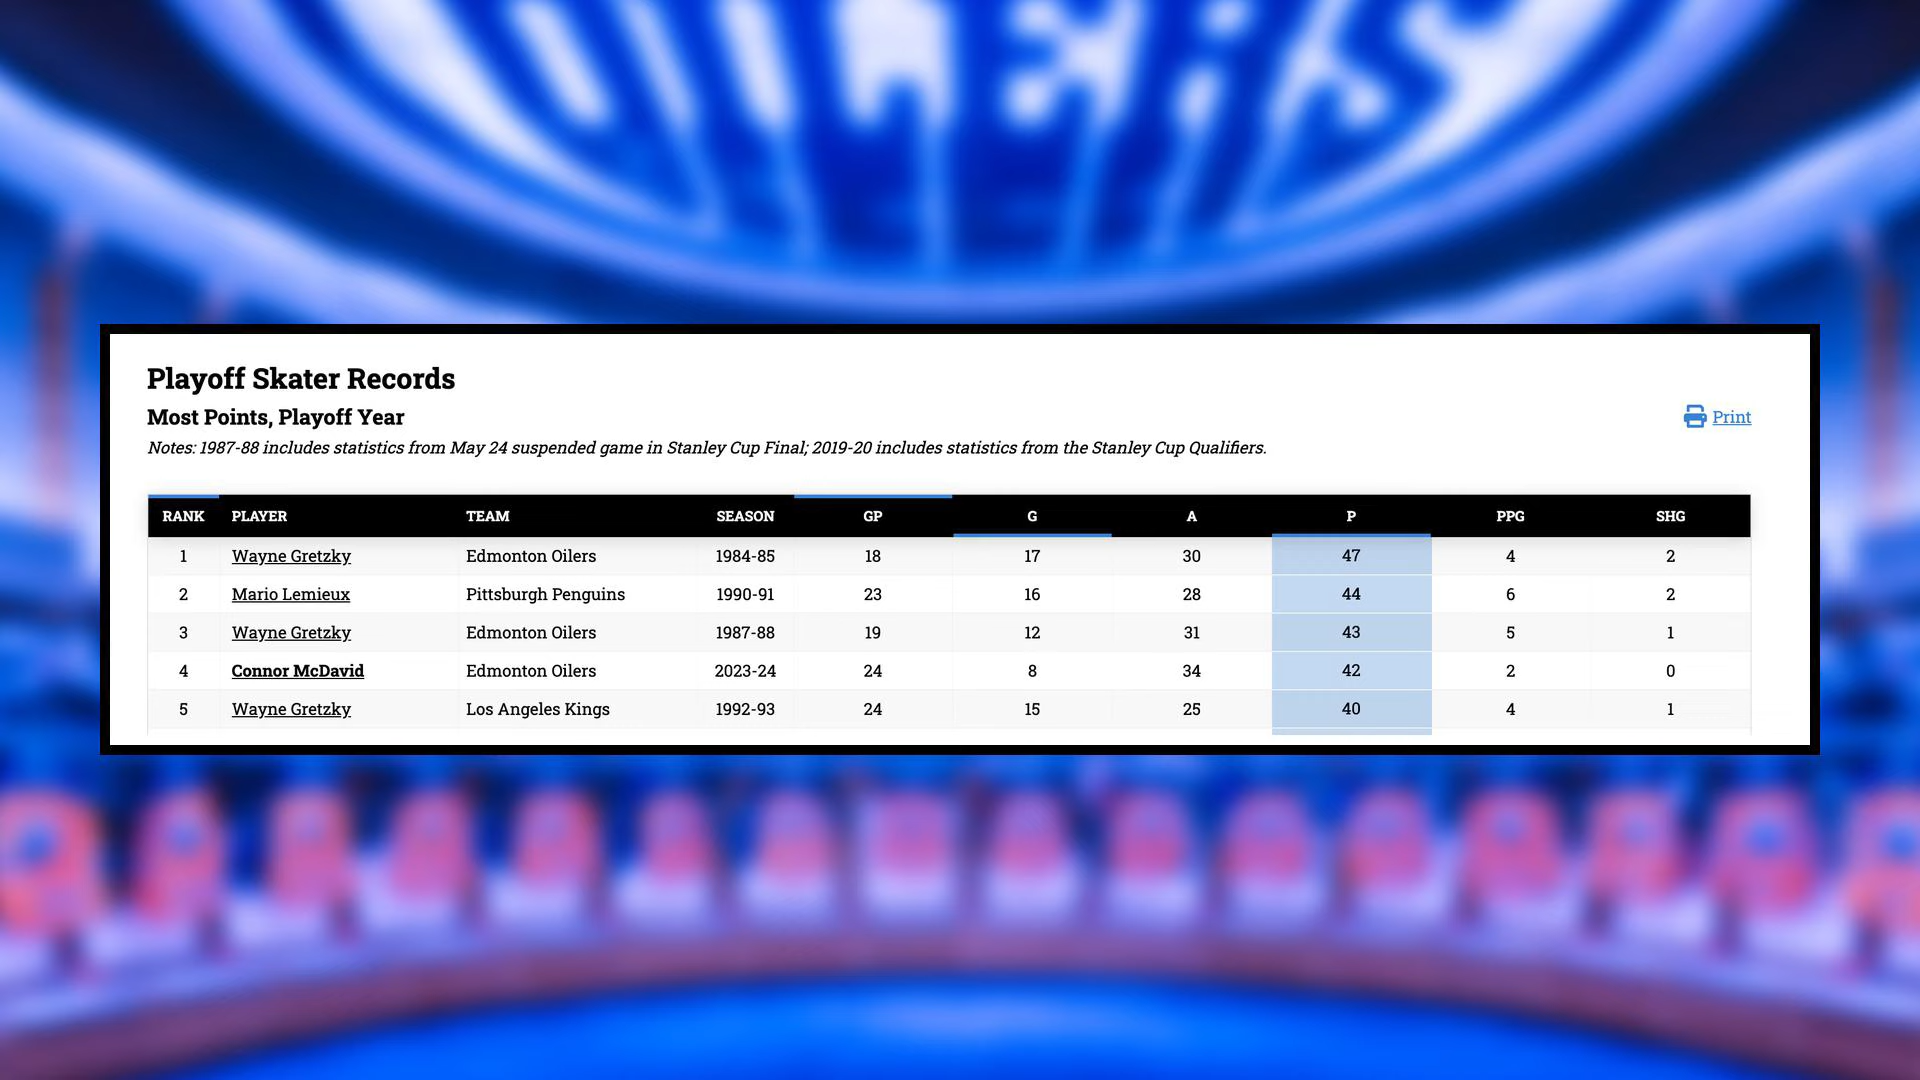 OILERS
Playoff Skater Records
Most Points, Playoff Year
Print
Notes: 1987-88 includes statistics from May 24 suspended game in Stanley Cup Final; 2019-20 includes statistics from the Stanley Cup Qualifiers.
RANK PLAYER TEAM SEASON GP G A P PPG SHG
1 Wayne Gretzky Edmonton Oilers 1984-85 18 17 30 47 4 2
2 Mario Lemieux Pittsburgh Penguins 1990-91 23 16 28 44 6 2
3 Wayne Gretzky Edmonton Oilers 1987-88 19 12 31 43 5 1
4 Connor McDavid Edmonton Oilers 2023-24 24 8 34 42 2 0
5 Wayne Gretzky Los Angeles Kings 1992-93 24 15 25 40 4 1